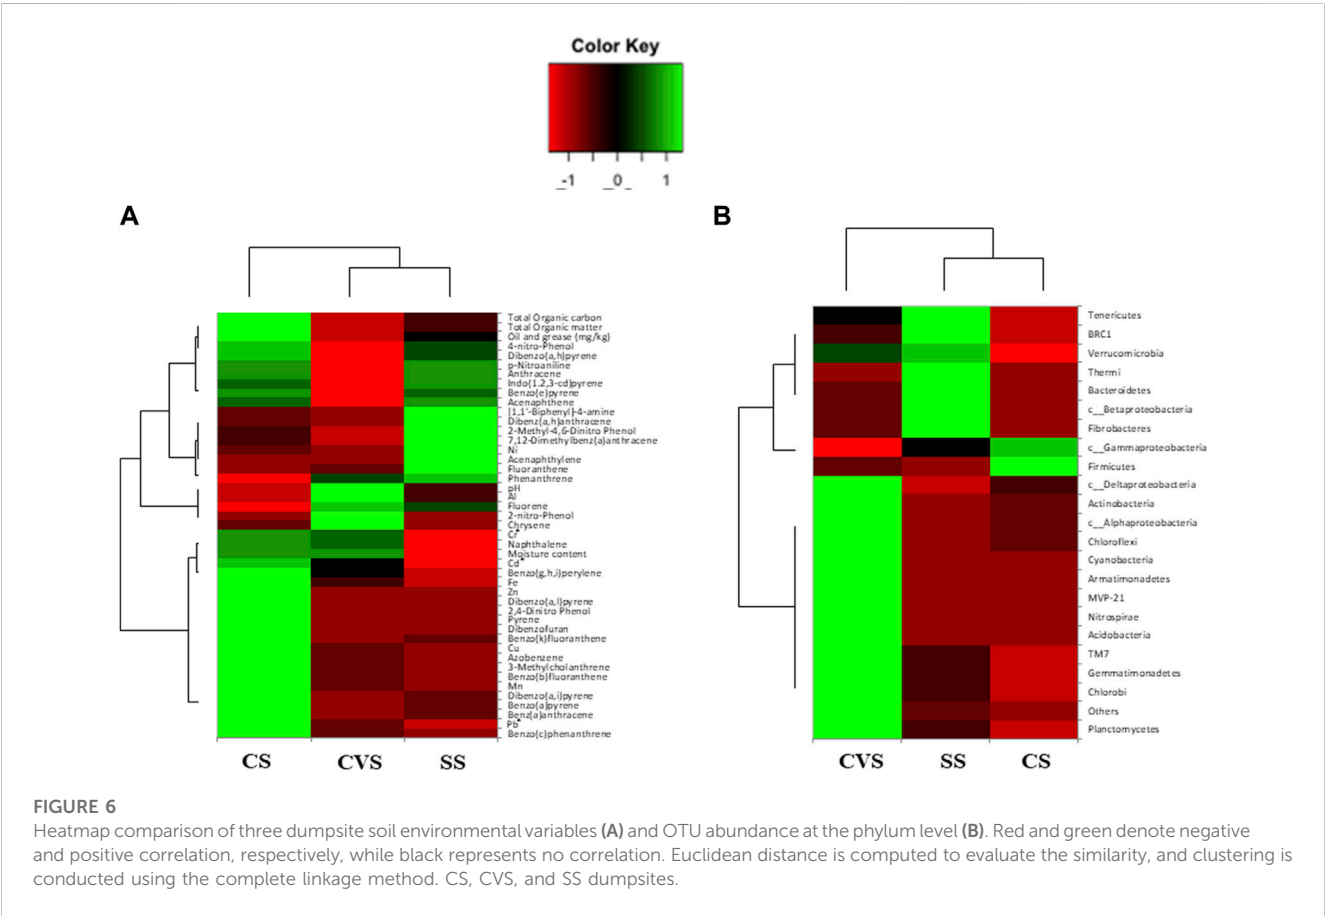 Color Key
_-1 _0_ 1
A
B
Total Organic carbon
Total Organic matter
Oil and grease (mg/kg)
4-nitro-Phenol
Dibenzo(a,h)pyrene
p-Nitroaniline
Anthracene
Indo(1.2,3-cd)pyrene
Benzo(e)pyrene
Acenaphthene
[1,1'-Biphenyl]-4-amine
Dibenz(a,h)anthracene
2-Methyl-4,6-Dinitro Phenol
7,12-Dimethylbenz(a)anthracene
Ni
Acenaphthylene
Fluoranthene
Phenanthrene
pH
Al
Fluorene
2-nitro-Phenol
Chrysene
Cr*
Naphthalene
Moisture content
Cd*
Benzo(g,h,i)perylene
Fe
Zn
Dibenzo(a,l)pyrene
2,4-Dinitro Phenol
Pyrene
Dibenzofuran
Benzo(k)fluoranthene
Cu
Azobenzene
3-Methylcholanthrene
Benzo(b)fluoranthene
Mn
Dibenzo(a,i)pyrene
Benzo(a)pyrene
Benz(a)anthracene
Pb*
Benzo(c)phenanthrene
CS CVS SS
Tenericutes
BRC1
Verrucomicrobia
Thermi
Bacteroidetes
c__Betaproteobacteria
Fibrobacteres
c__Gammaproteobacteria
Firmicutes
c__Deltaproteobacteria
Actinobacteria
c__Alphaproteobacteria
Chloroflexi
Cyanobacteria
Armatimonadetes
MVP-21
Nitrospirae
Acidobacteria
TM7
Gemmatimonadetes
Chlorobi
Others
Planctomycetes
CVS SS CS
FIGURE 6
Heatmap comparison of three dumpsite soil environmental variables (A) and OTU abundance at the phylum level (B). Red and green denote negative
and positive correlation, respectively, while black represents no correlation. Euclidean distance is computed to evaluate the similarity, and clustering is
conducted using the complete linkage method. CS, CVS, and SS dumpsites.